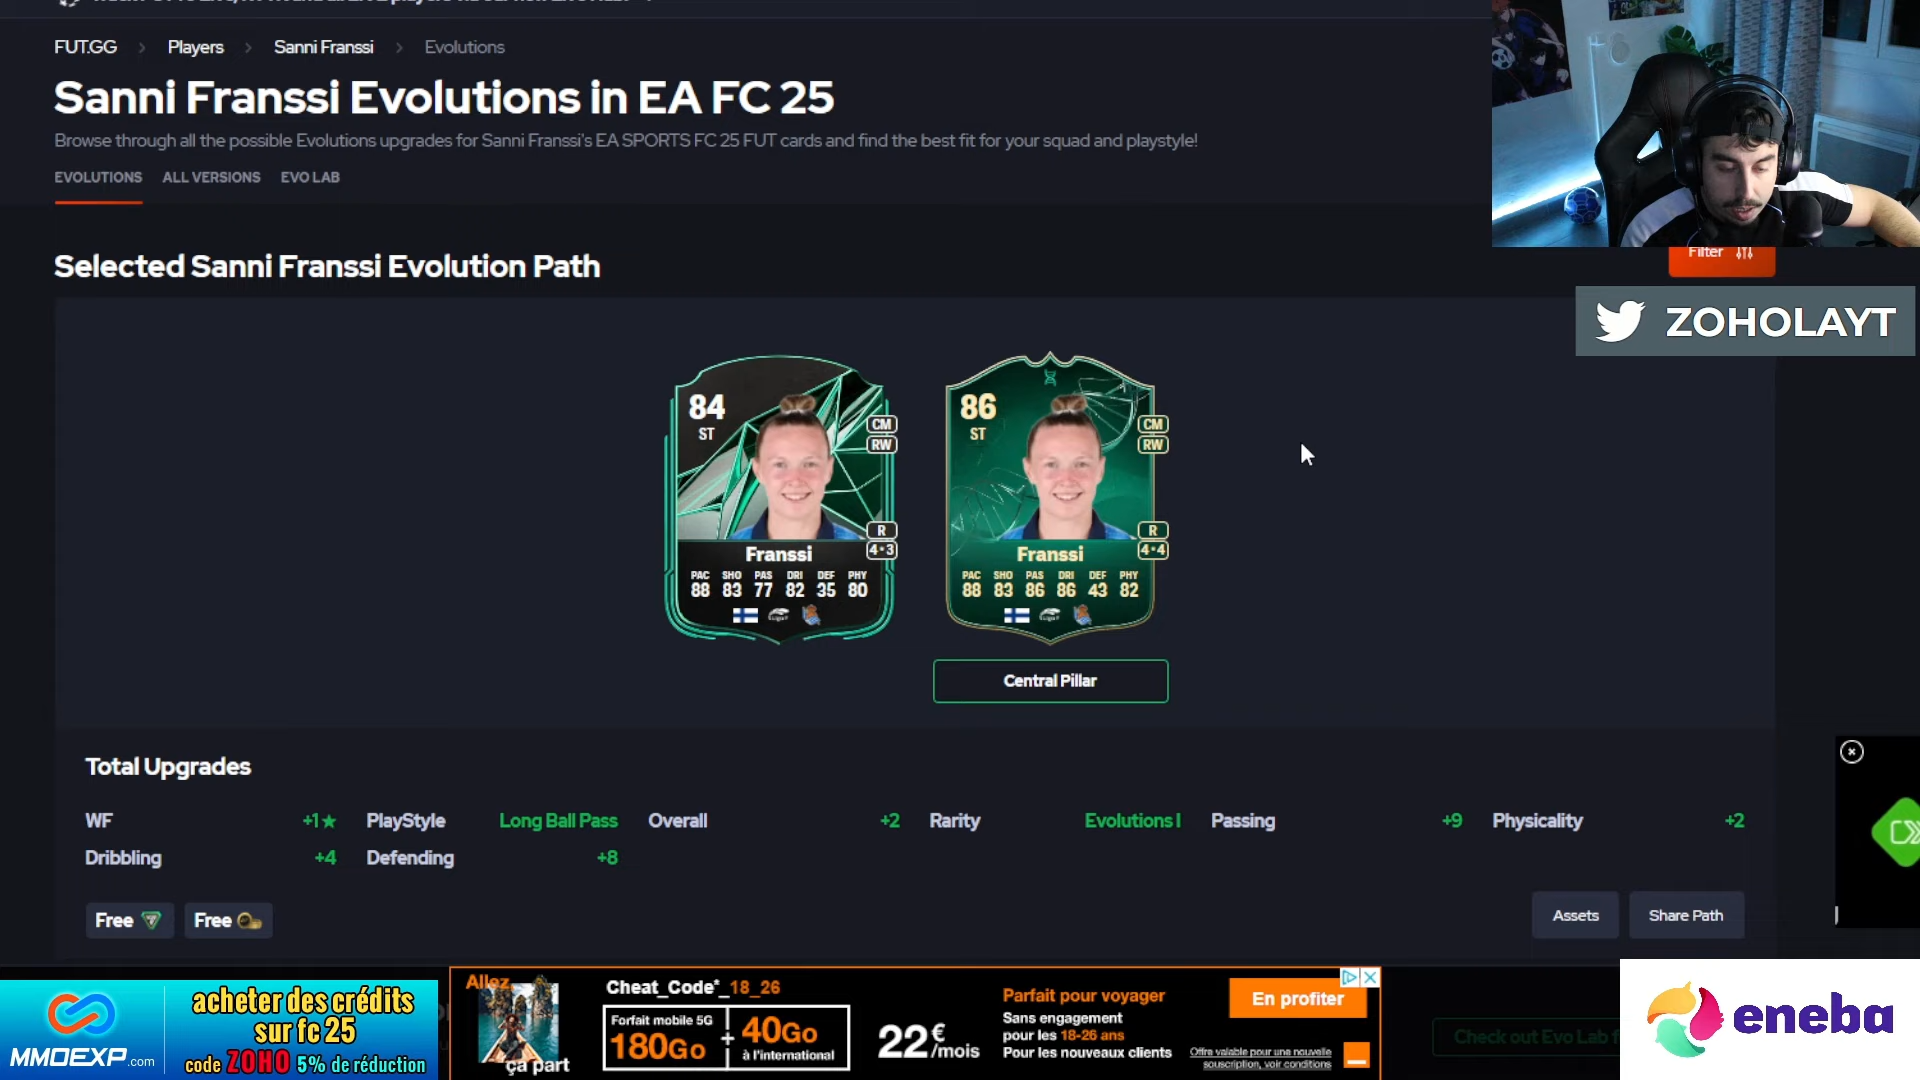 FUT.GG > Players > Sanni Franssi > Evolutions
Sanni Franssi Evolutions in EA FC 25
Browse through all the possible Evolutions upgrades for Sanni Franssi's EA SPORTS FC 25 FUT cards and find the best fit for your squad and playstyle!
EVOLUTIONS ALL VERSIONS EVO LAB
Selected Sanni Franssi Evolution Path
Filter
ZOHOLAYT
84
ST
CM
RW
R
4★3
Franssi
PAC SHO PAS DRI DEF PHY
88 83 77 82 35 80
86
ST
CM
RW
R
4★4
Franssi
PAC SHO PAS DRI DEF PHY
88 83 86 86 43 82
Central Pillar
Total Upgrades
WF +1★ PlayStyle Long Ball Pass Overall +2 Rarity Evolutions I Passing +9 Physicality +2
Dribbling +4 Defending +8
Free Free
Assets Share Path
MMOEXP.com
acheter des crédits
sur fc 25
code ZOHO 5% de réduction
Allez
ça part
Cheat_Code*_18_26
Forfait mobile 5G
180Go
+
40Go
à l'international
22€/mois
Parfait pour voyager
Sans engagement
pour les 18-26 ans
Pour les nouveaux clients
En profiter
Offre valable pour une nouvelle
souscription, voir conditions
Check out Evo Lab f
eneba